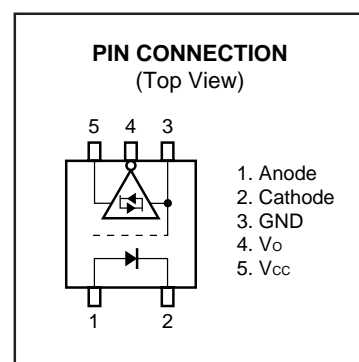 PIN CONNECTION
(Top View)
5 4 3
1. Anode
2. Cathode
3. GND
4. Vo
5. Vcc
1 2